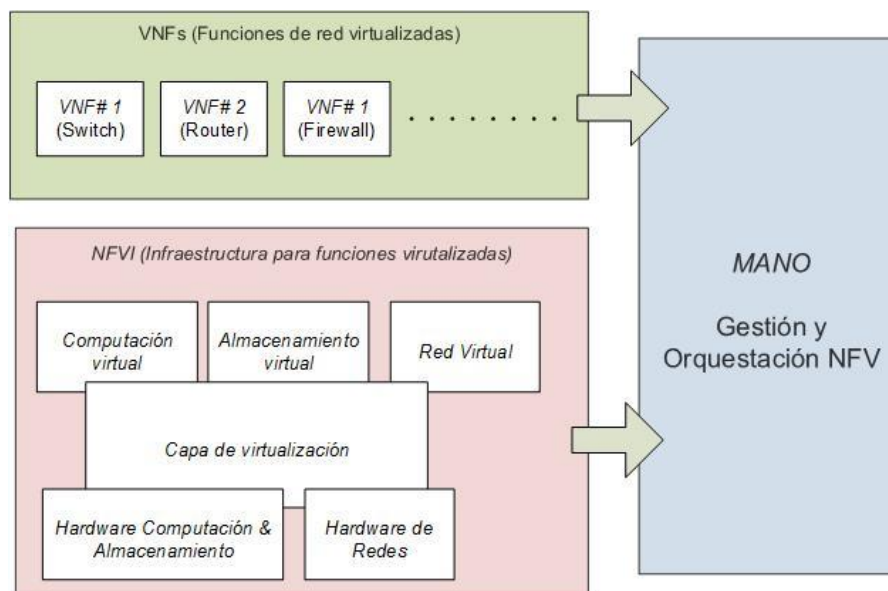 VNFs (Funciones de red virtualizadas)
VNF# 1
(Switch)
VNF# 2
(Router)
VNF# 1
(Firewall)
. . . . . . . .
NFVI (Infraestructura para funciones virutalizadas)
Computación
virtual
Almacenamiento
virtual
Red Virtual
Capa de virtualización
Hardware Computación &
Almacenamiento
Hardware de
Redes
MANO
Gestión y
Orquestación NFV